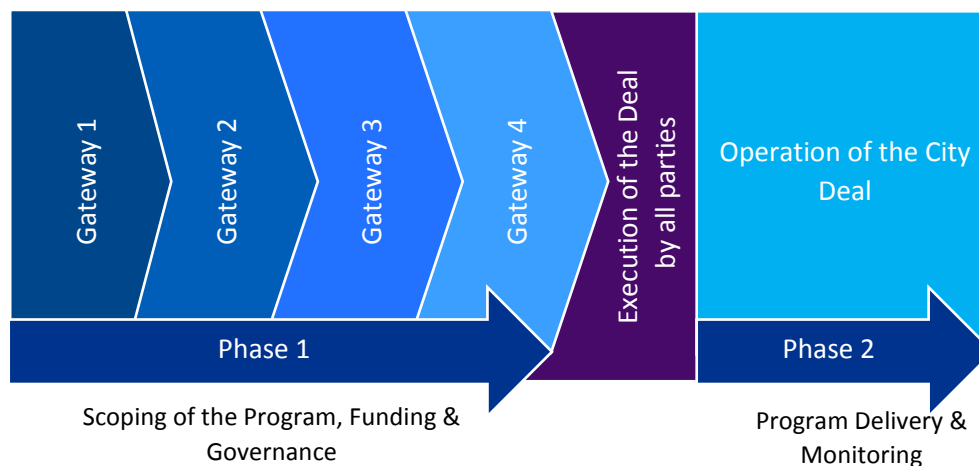 Gateway 1
Gateway 2
Gateway 3
Gateway 4
Execution of the Deal
by all parties
Operation of the City
Deal
Phase 1
Phase 2
Scoping of the Program, Funding &
Governance
Program Delivery &
Monitoring